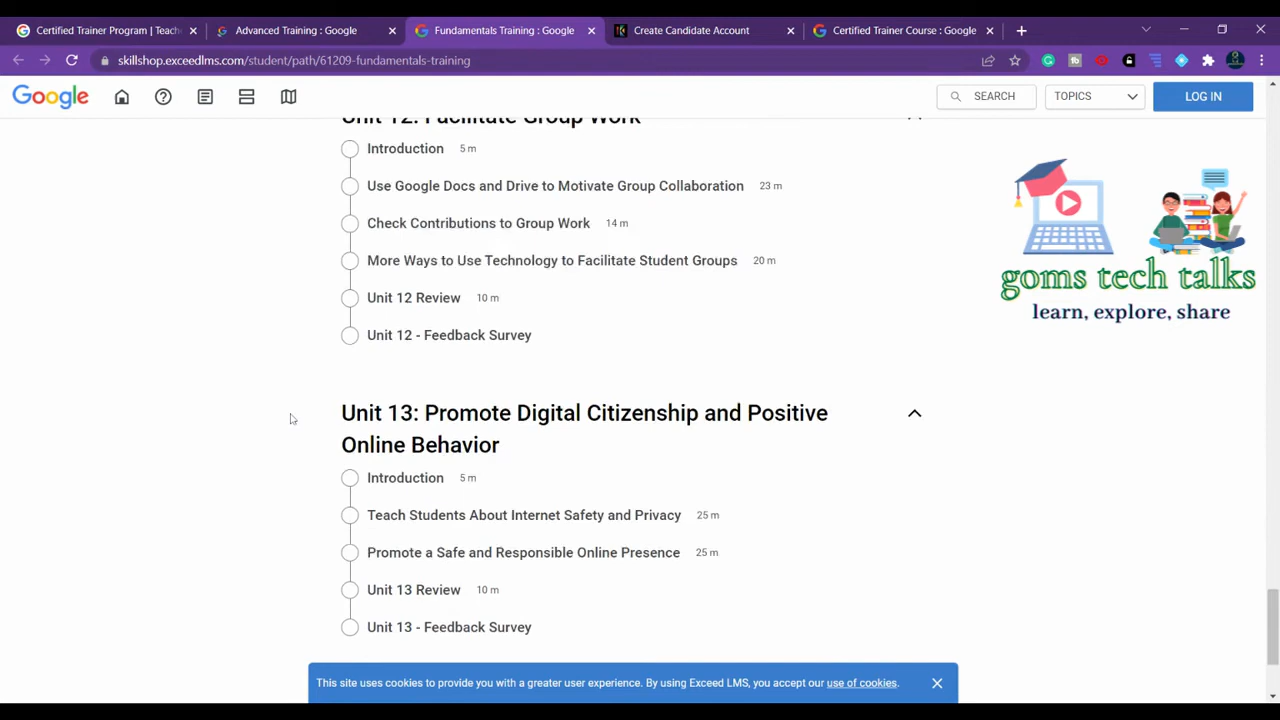 Certified Trainer Program | Teach
Advanced Training : Google
Fundamentals Training : Google
Create Candidate Account
Certified Trainer Course : Google
skillshop.exceedlms.com/student/path/61209-fundamentals-training
Google
SEARCH
TOPICS
LOG IN
Unit 12: Facilitate Group Work
Introduction 5 m
Use Google Docs and Drive to Motivate Group Collaboration 23 m
Check Contributions to Group Work 14 m
More Ways to Use Technology to Facilitate Student Groups 20 m
Unit 12 Review 10 m
Unit 12 - Feedback Survey
goms tech talks
learn, explore, share
Unit 13: Promote Digital Citizenship and Positive
Online Behavior
Introduction 5 m
Teach Students About Internet Safety and Privacy 25 m
Promote a Safe and Responsible Online Presence 25 m
Unit 13 Review 10 m
Unit 13 - Feedback Survey
This site uses cookies to provide you with a greater user experience. By using Exceed LMS, you accept our use of cookies.